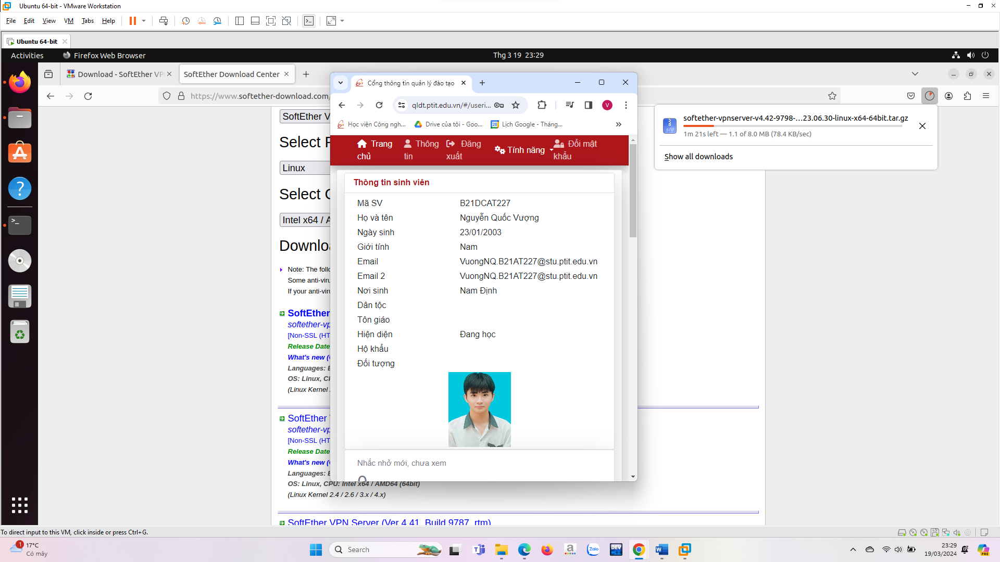 Ubuntu 64-bit - VMware Workstation
File Edit View VM Tabs Help
Ubuntu 64-bit
Activities Firefox Web Browser Thg 3 19 23:29
Download - SoftEther VP
SoftEther Download Center
https://www.softether-download.com/
SoftEther V
Select
Linux
Select
Intel x64 /
Downlo
Note: The foll
Some anti-viru
If your anti-viru
SoftEther
softether-vp
[Non-SSL (HT
Release Date
What's new (
Languages: E
OS: Linux, CP
(Linux Kernel
SoftEther
softether-vp
[Non-SSL (HT
Release Date
What's new (
Languages: E
OS: Linux, CPU: Intel x64 / AMD64 (64bit)
(Linux Kernel 2.4 / 2.6 / 3.x / 4.x)
SoftEther VPN Server (Ver 4.41, Build 9787, rtm)
Cổng thông tin quản lý đào tạo
qldt.ptit.edu.vn/#/useri...
V
Học viện Công ngh...
Drive của tôi - Goo...
28
Lịch Google - Tháng...
Trang chủ
Thông tin
Đăng xuất
Tính năng
Đổi mật khẩu
Thông tin sinh viên
Mã SV B21DCAT227
Họ và tên Nguyễn Quốc Vượng
Ngày sinh 23/01/2003
Giới tính Nam
Email VuongNQ.B21AT227@stu.ptit.edu.vn
Email 2 VuongNQ.B21AT227@stu.ptit.edu.vn
Nơi sinh Nam Định
Dân tộc
Tôn giáo
Hiện diện Đang học
Hộ khẩu
Đối tượng
Nhắc nhở mới, chưa xem
softether-vpnserver-v4.42-9798-...23.06.30-linux-x64-64bit.tar.gz
1m 21s left — 1.1 of 8.0 MB (78.4 KB/sec)
Show all downloads
To direct input to this VM, click inside or press Ctrl+G.
1
17°C
Có mây
Search
Zalo
DEV
PRE
23:29
19/03/2024